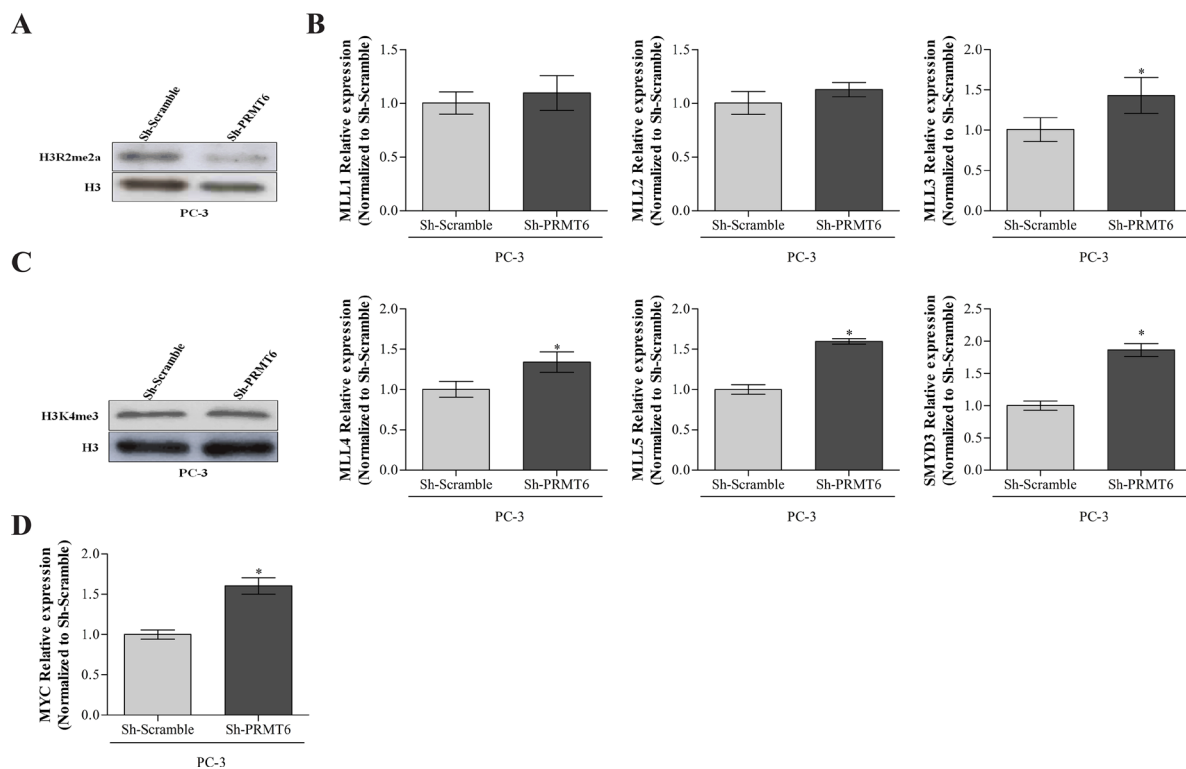 A
Sh-Scramble
Sh-PRMT6
H3R2me2a
H3
PC-3
B
MLL1 Relative expression
(Normalized to Sh-Scramble)
1.5
1.0
0.5
0.0
Sh-Scramble
Sh-PRMT6
PC-3
MLL2 Relative expression
(Normalized to Sh-Scramble)
1.5
1.0
0.5
0.0
Sh-Scramble
Sh-PRMT6
PC-3
MLL3 Relative expression
(Normalized to Sh-Scramble)
2.0
1.5
1.0
0.5
0.0
*
Sh-Scramble
Sh-PRMT6
PC-3
C
Sh-Scramble
Sh-PRMT6
H3K4me3
H3
PC-3
MLL4 Relative expression
(Normalized to Sh-Scramble)
2.0
1.5
1.0
0.5
0.0
*
Sh-Scramble
Sh-PRMT6
PC-3
MLL5 Relative expression
(Normalized to Sh-Scramble)
2.0
1.5
1.0
0.5
0.0
*
Sh-Scramble
Sh-PRMT6
PC-3
SMYD3 Relative expression
(Normalized to Sh-Scramble)
2.5
2.0
1.5
1.0
0.5
0.0
*
Sh-Scramble
Sh-PRMT6
PC-3
D
MYC Relative expression
(Normalized to Sh-Scramble)
2.0
1.5
1.0
0.5
0.0
*
Sh-Scramble
Sh-PRMT6
PC-3